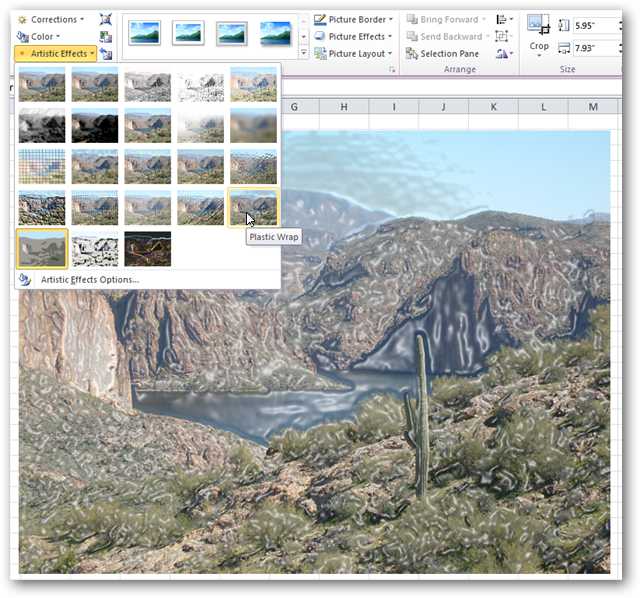 Corrections
Color
Artistic Effects
Picture Border
Picture Effects
Picture Layout
Bring Forward
Send Backward
Selection Pane
Arrange
Crop
5.95"
7.93"
Size
G H I J K L M
Plastic Wrap
Artistic Effects Options...